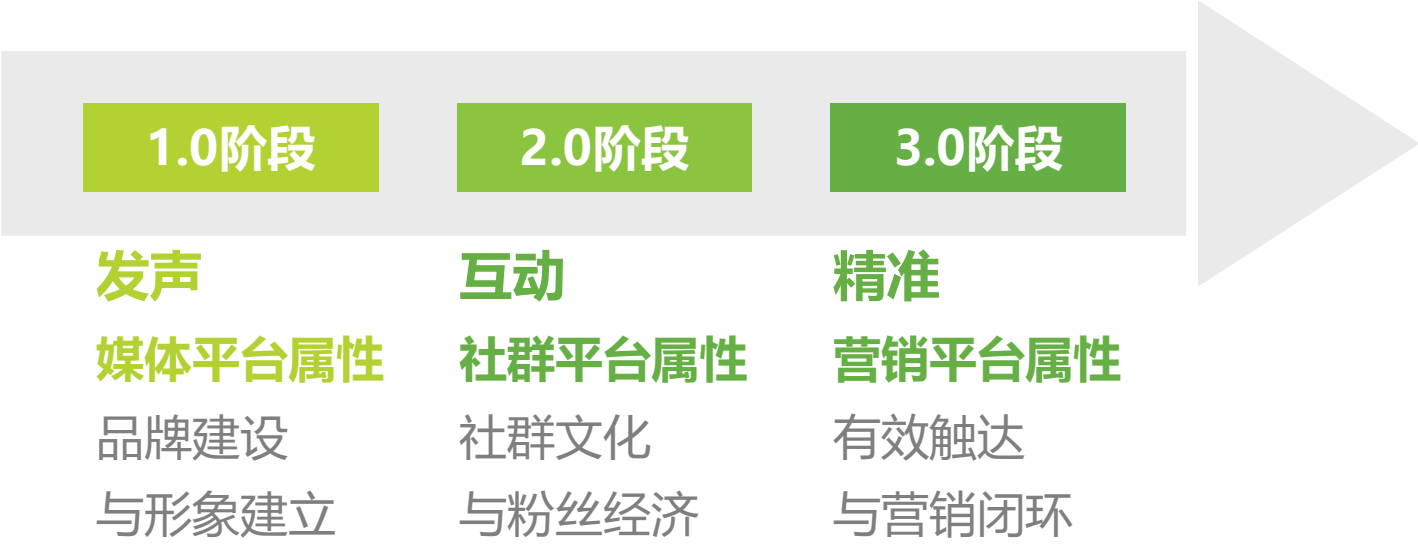 1.0阶段
2.0阶段
3.0阶段
发声
媒体平台属性
品牌建设
与形象建立
互动
社群平台属性
社群文化
与粉丝经济
精准
营销平台属性
有效触达
与营销闭环